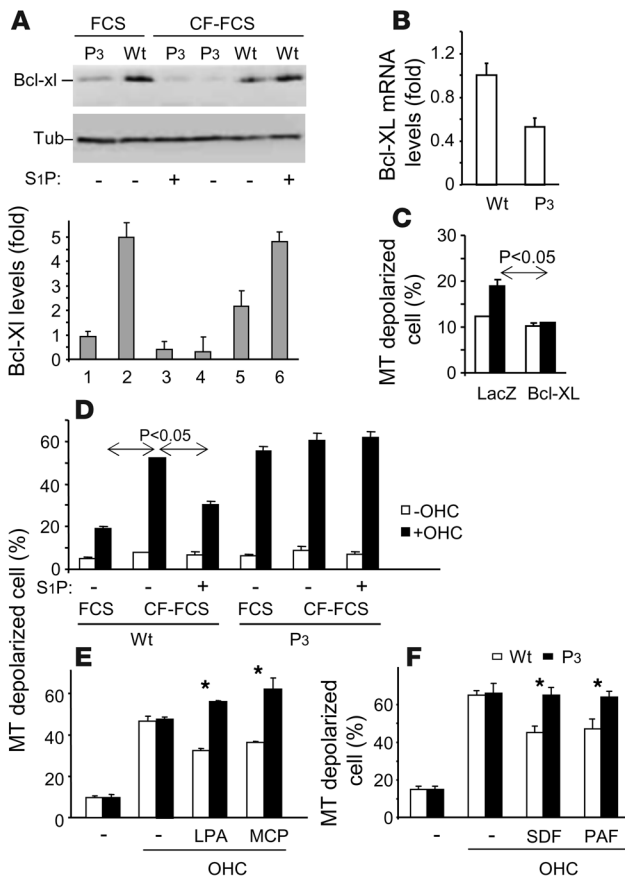 A
FCS CF-FCS
P3 Wt P3 P3 Wt Wt
Bcl-xl
Tub
S1P: - - + - - +
Bcl-Xl levels (fold)
5
4
3
2
1
0
1 2 3 4 5 6
B
Bcl-XL mRNA
levels (fold)
1.2
0.8
0.4
0
Wt P3
C
MT depolarized
cell (%)
30
20
10
0
P<0.05
LacZ Bcl-XL
D
MT depolarized cell (%)
60
40
20
0
P<0.05
-OHC
+OHC
S1P: - - + - - +
FCS CF-FCS FCS CF-FCS
Wt P3
E
60
40
20
0
* *
- - LPA MCP
OHC
F
Wt P3
MT depolarized
cell (%)
80
60
40
20
0
* *
- - SDF PAF
OHC